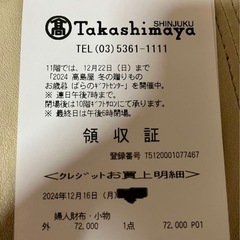 髙
SHINJUKU
Takashimaya
TEL (03) 5361-1111
11階では、12月22日(日)まで
「2024 髙島屋 冬の贈りもの
お歳暮 ばらのギフトセンター」を開催中。
※ 連日午後7時まで。
閉場後は10階ギフトサロンにて承ります。
※ 最終日は午後6時閉場。
領収証
登録番号 T5120001077467
<クレジットお買上明細>
2024年12月16日(月)
婦人財布・小物
外 72,000 1点 72,000 P01